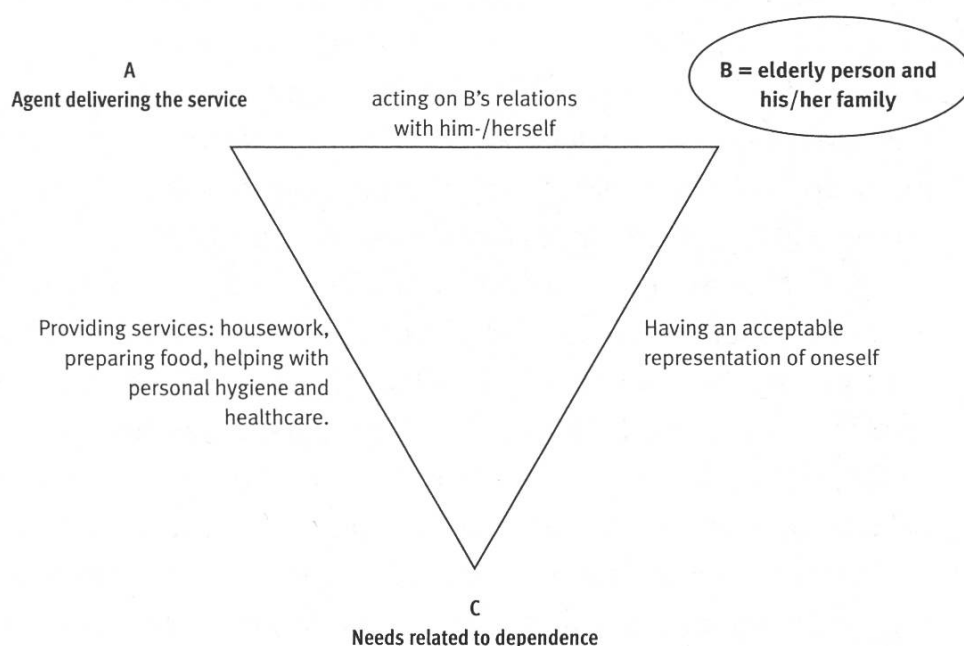 A
Agent delivering the service
B = elderly person and
his/her family
acting on B's relations
with him-/herself
Providing services: housework,
preparing food, helping with
personal hygiene and
healthcare.
Having an acceptable
representation of oneself
C
Needs related to dependence